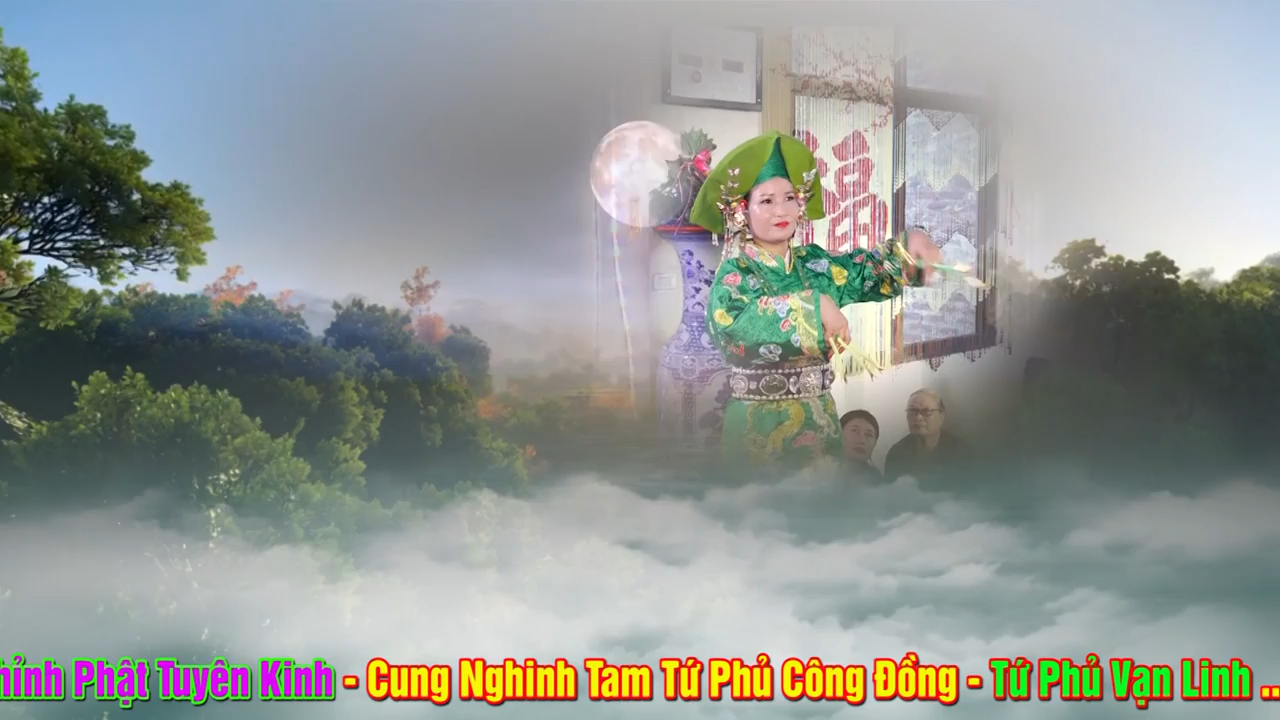 hỉnh Phật Tuyên Kinh - Cung Nghinh Tam Tứ Phủ Công Đồng - Tứ Phủ Vạn Linh ..